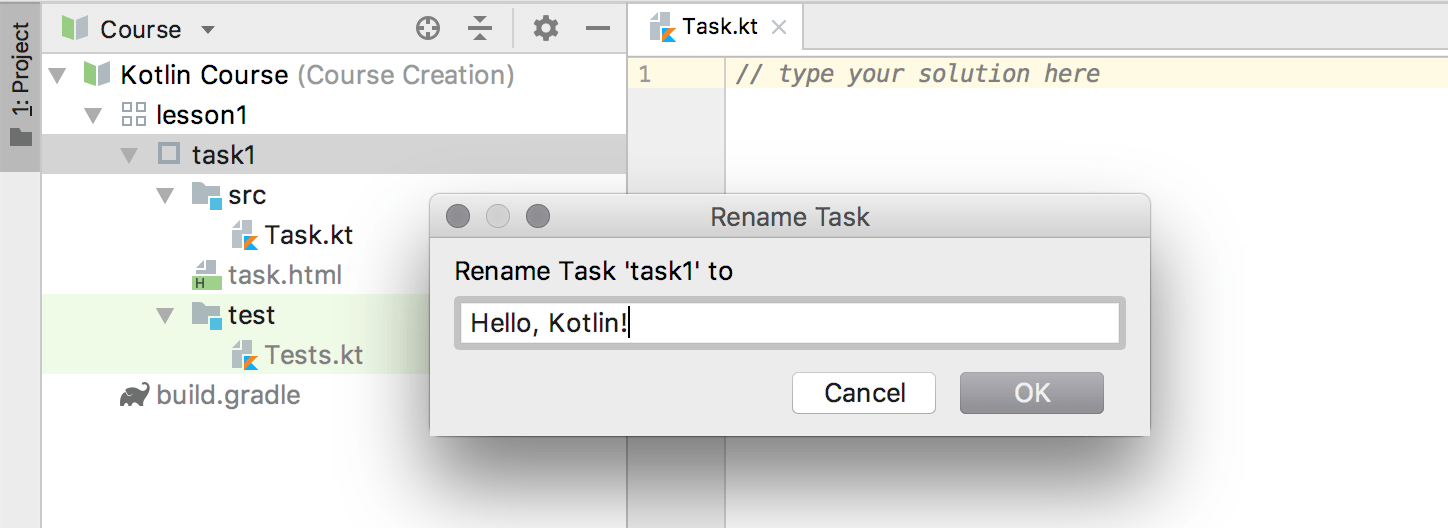 1: Project
Course
Kotlin Course (Course Creation)
lesson1
task1
src
Task.kt
task.html
H
test
Tests.kt
build.gradle
Task.kt
1 // type your solution here
Rename Task
Rename Task 'task1' to
Hello, Kotlin!
Cancel OK